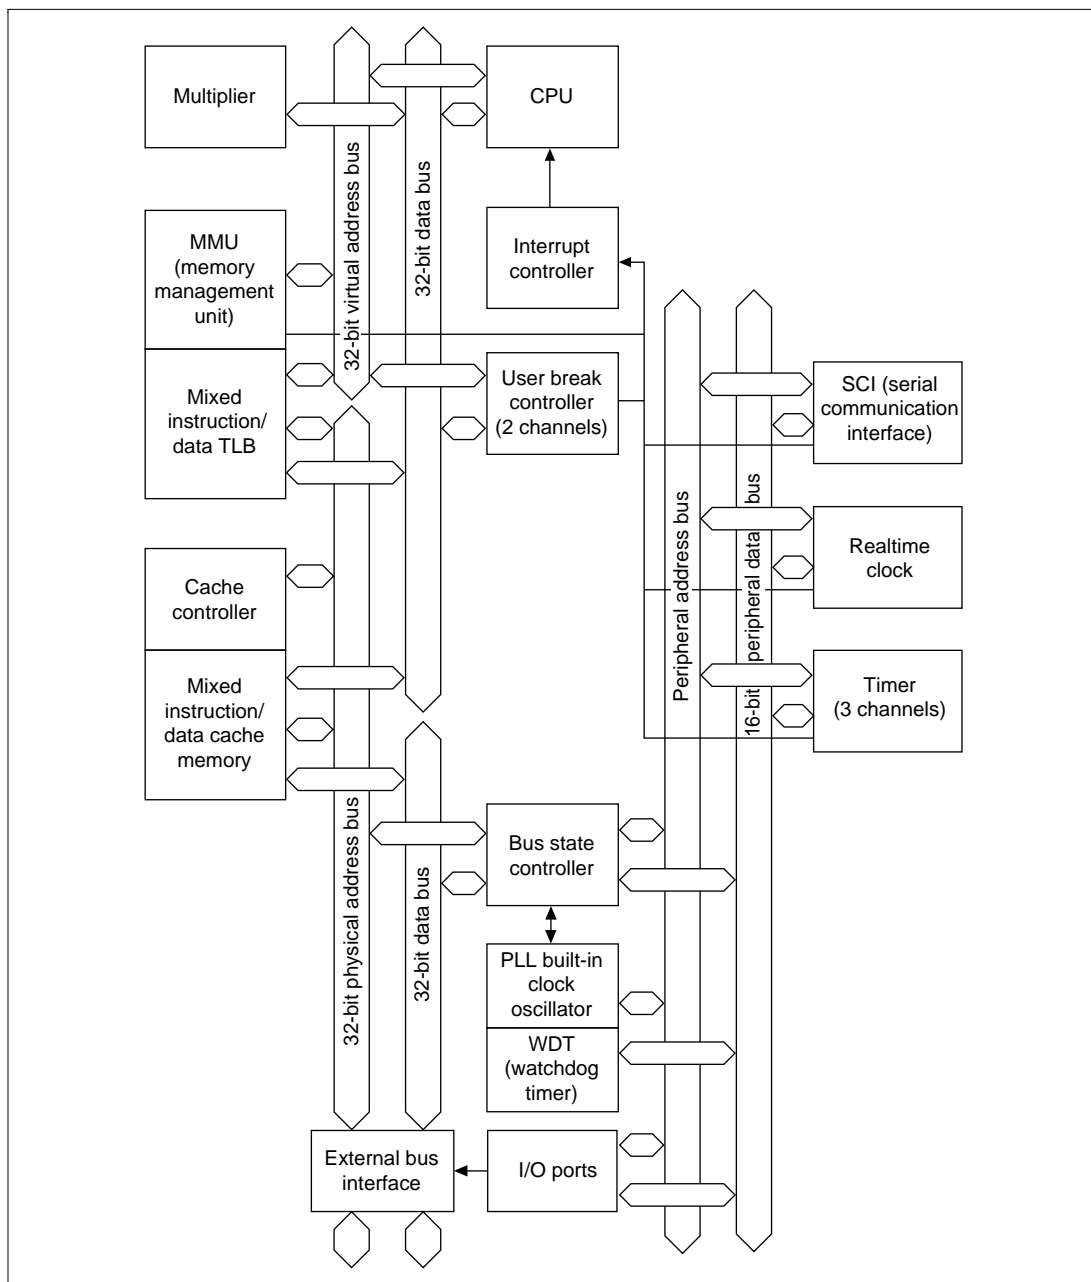 Multiplier
CPU
32-bit virtual address bus
32-bit data bus
MMU
(memory
management
unit)
Interrupt
controller
Mixed
instruction/
data TLB
User break
controller
(2 channels)
SCI (serial
communication
interface)
Peripheral address bus
16-bit peripheral data bus
Realtime
clock
Cache
controller
Mixed
instruction/
data cache
memory
Timer
(3 channels)
32-bit physical address bus
32-bit data bus
Bus state
controller
PLL built-in
clock
oscillator
WDT
(watchdog
timer)
External bus
interface
I/O ports